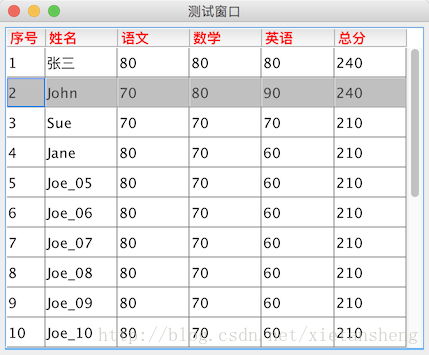 测试窗口
序号 姓名 语文 数学 英语 总分
1 张三 80 80 80 240
2 John 70 80 90 240
3 Sue 70 70 70 210
4 Jane 80 70 60 210
5 Joe_05 80 70 60 210
6 Joe_06 80 70 60 210
7 Joe_07 80 70 60 210
8 Joe_08 80 70 60 210
9 Joe_09 80 70 60 210
10 Joe_10 80 70 60 210
http://blog.csdn.net/xietansheng